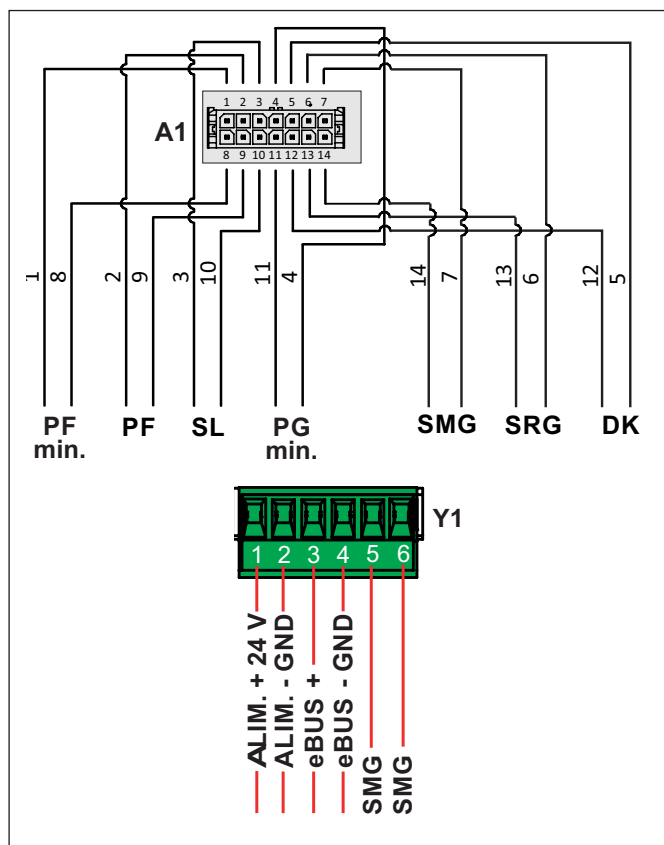 1 2 3 4 5 6 7
A1
8 9 10 11 12 13 14
1 8 2 9 3 10 11 4 14 7 13 6 12 5
PF min.
PF
SL
PG min.
SMG
SRG
DK
Y1
1 2 3 4 5 6
ALIM. + 24 V
ALIM. - GND
eBUS +
eBUS - GND
SMG
SMG